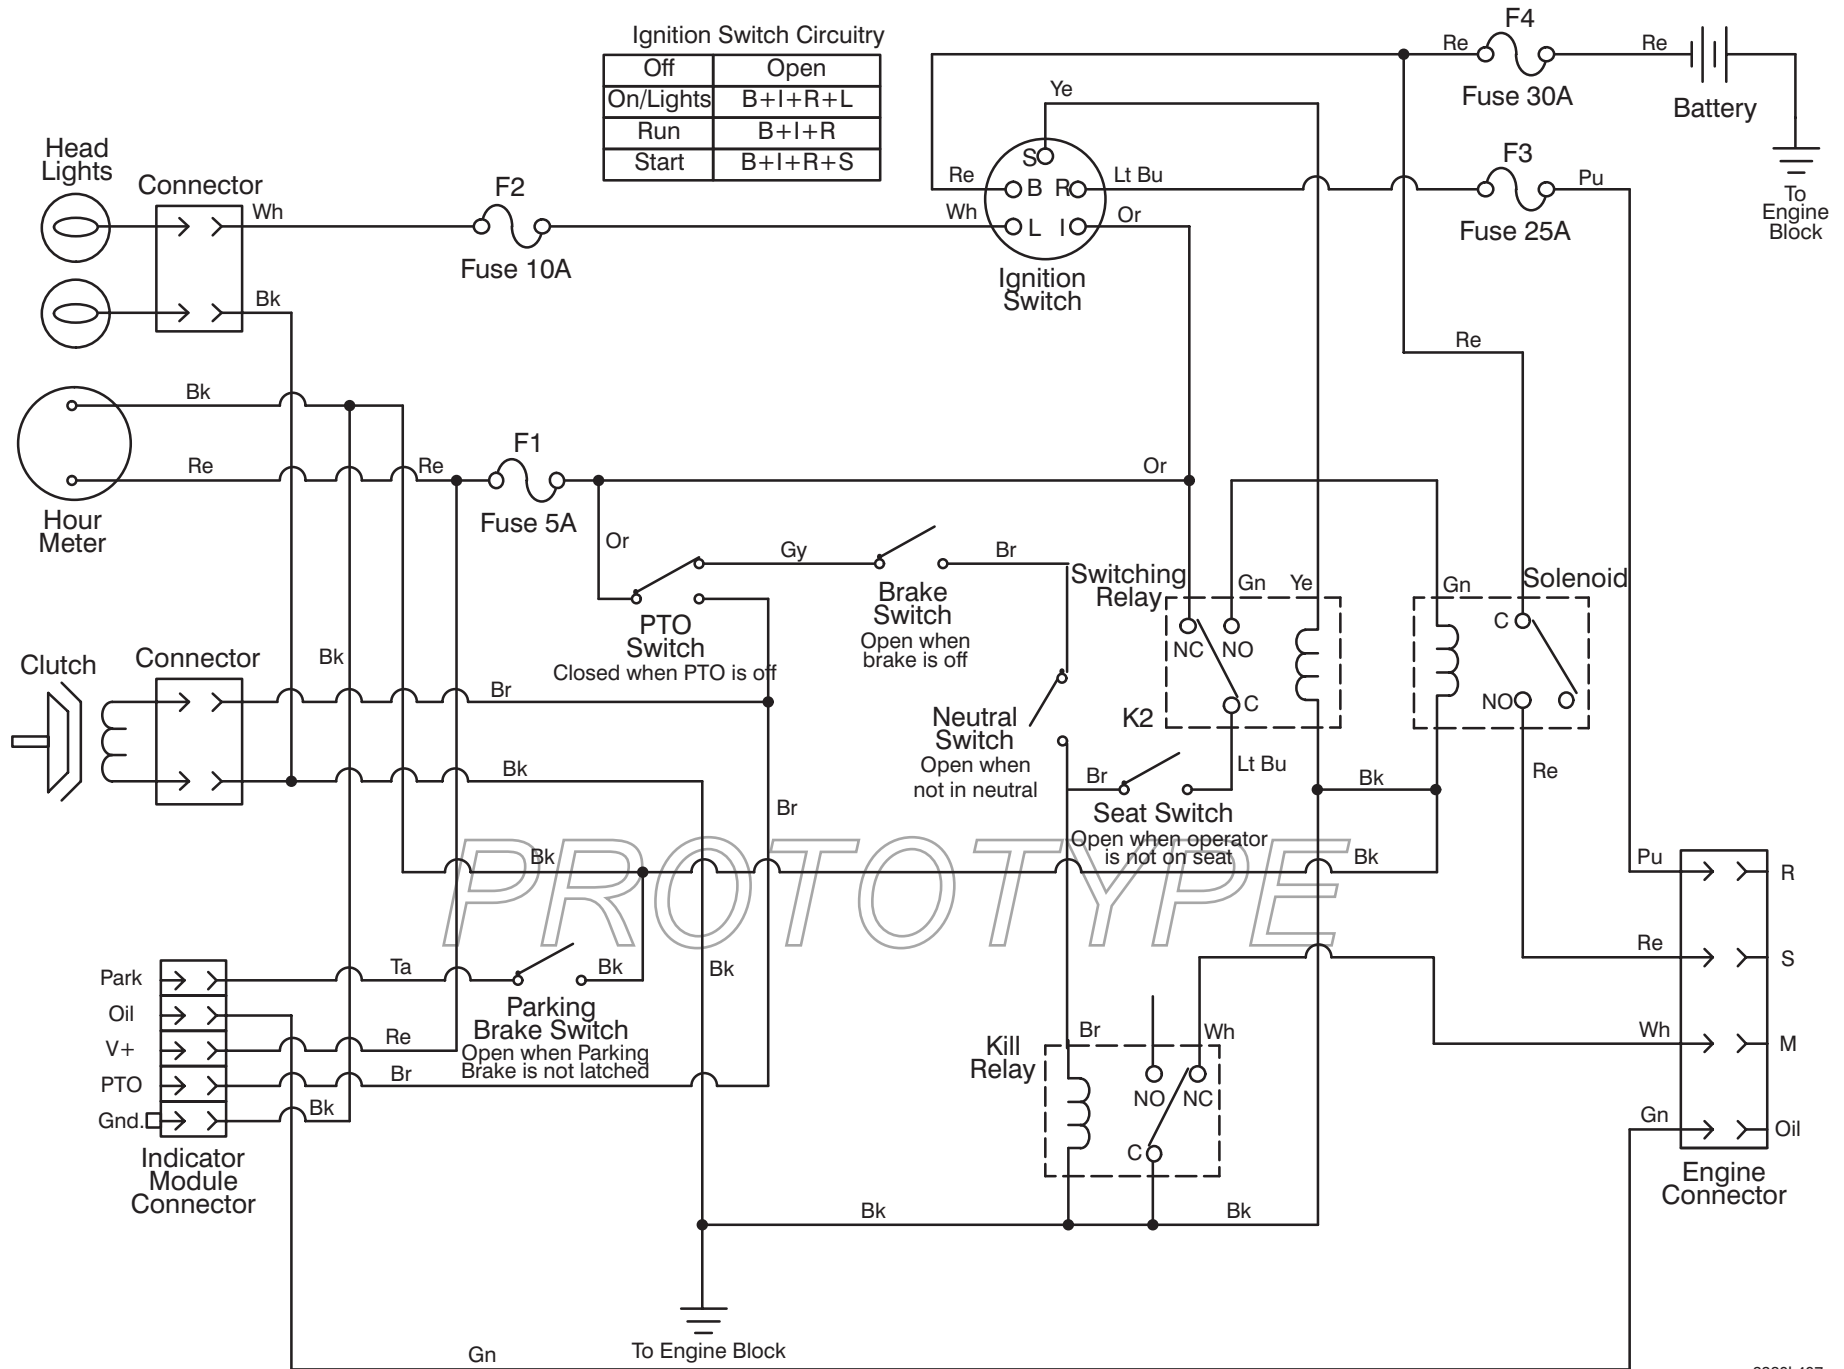 Ignition Switch Circuitry
Off Open
On/Lights B+I+R+L
Run B+I+R
Start B+I+R+S
F4
Re
Re
Fuse 30A
Battery
To
Engine
Block
Ye
S
Re
B
R
Lt Bu
F3
Pu
Fuse 25A
Wh
L
I
Or
Ignition
Switch
Head
Lights
Connector
Wh
F2
Fuse 10A
Bk
Re
Bk
Re
Re
Hour
Meter
F1
Fuse 5A
Or
Or
Gy
Br
PTO
Switch
Closed when PTO is off
Brake
Switch
Open when
brake is off
Switching
Relay
Gn
Ye
NC
NO
C
K2
Gn
Solenoid
C
NO
Re
Clutch
Connector
Bk
Br
Bk
Br
Neutral
Switch
Open when
not in neutral
Br
Lt Bu
Seat Switch
Open when operator
is not on seat
Bk
Bk
Bk
PROTOTYPE
Park
Oil
V+
PTO
Gnd.
Ta
Bk
Parking
Brake Switch
Open when Parking
Brake is not latched
Re
Br
Bk
Indicator
Module
Connector
Bk
Kill
Relay
Br
Wh
NO
NC
C
Bk
Bk
Pu
R
Re
S
Wh
M
Gn
Oil
Engine
Connector
To Engine Block
Gn